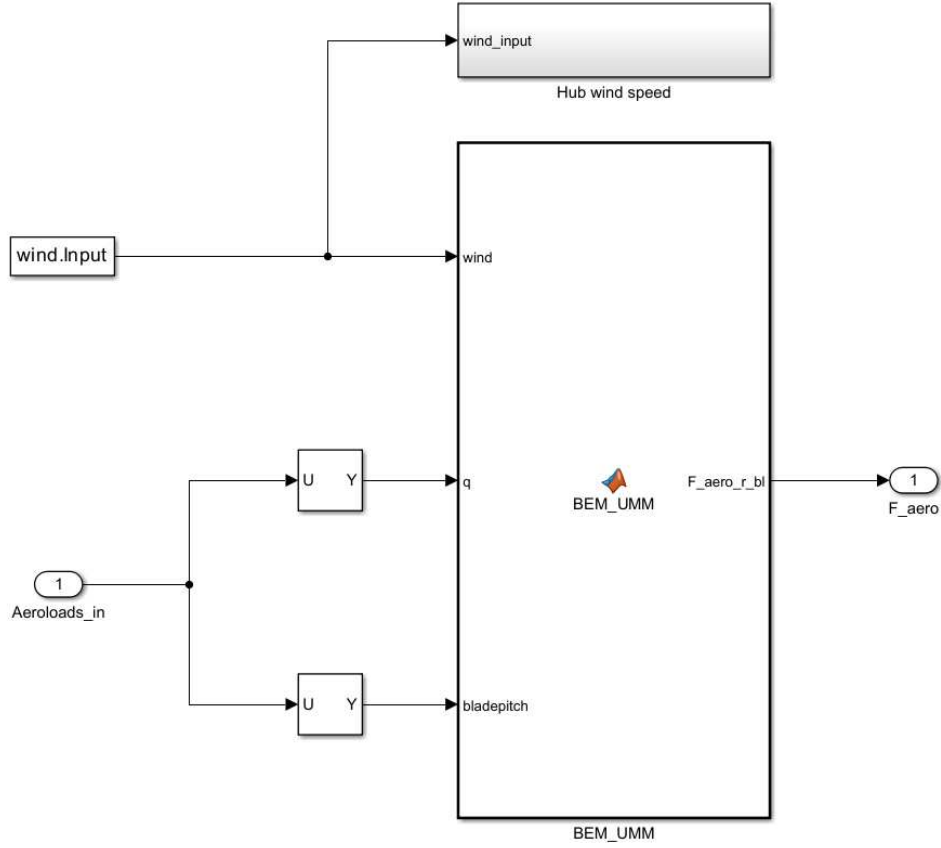 wind_input
Hub wind speed
wind.Input
wind
U Y
q
BEM_UMM
F_aero_r_bl
1
F_aero
1
Aeroloads_in
U Y
bladepitch
BEM_UMM